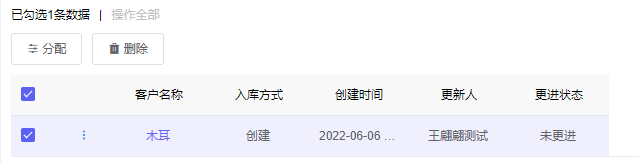 已勾选1条数据 | 操作全部
分配 删除
客户名称 入库方式 创建时间 更新人 更进状态
木耳 创建 2022-06-06 ... 王翩翩测试 未更进